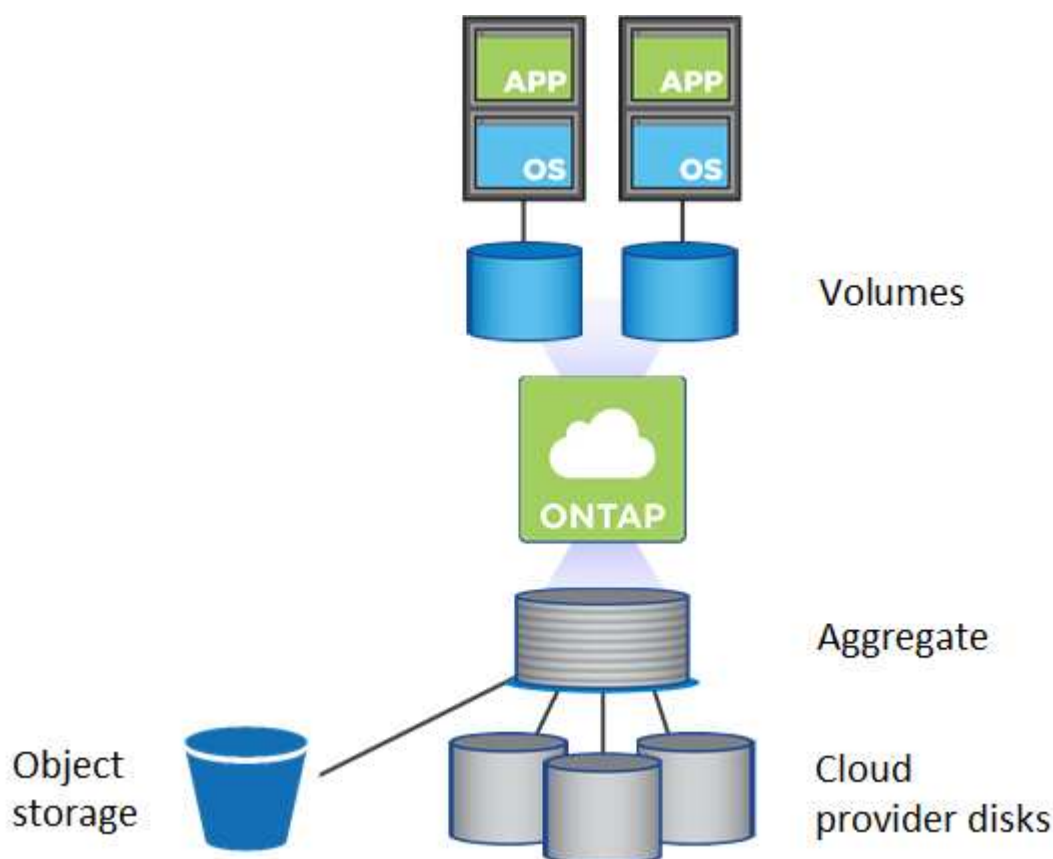 APP
APP
OS
OS
Volumes
ONTAP
Aggregate
Object
storage
Cloud
provider disks